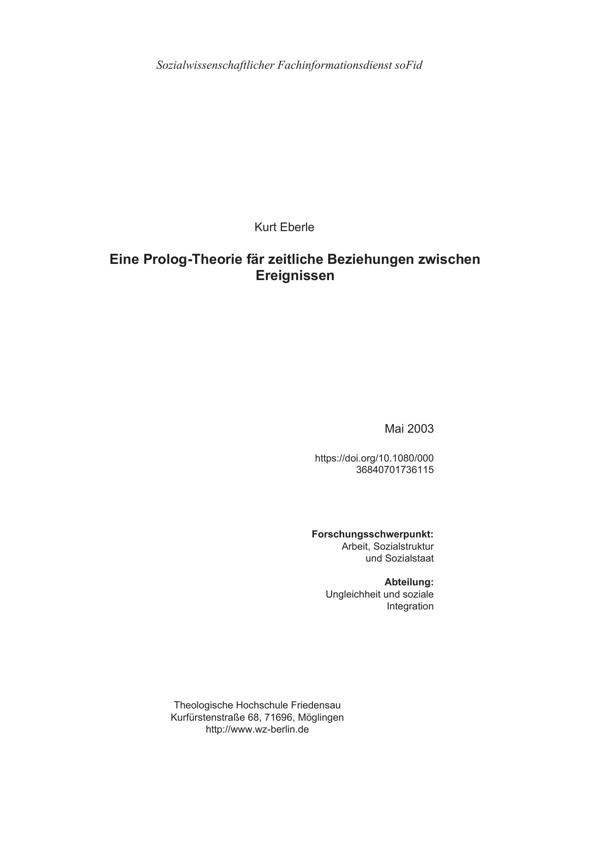 Sozialwissenschaftlicher Fachinformationsdienst soFid
Kurt Eberle
Eine Prolog-Theorie fär zeitliche Beziehungen zwischen
Ereignissen
Mai 2003
https://doi.org/10.1080/000
36840701736115
Forschungsschwerpunkt:
Arbeit, Sozialstruktur
und Sozialstaat
Abteilung:
Ungleichheit und soziale
Integration
Theologische Hochschule Friedensau
Kurfürstenstraße 68, 71696, Möglingen
http://www.wz-berlin.de